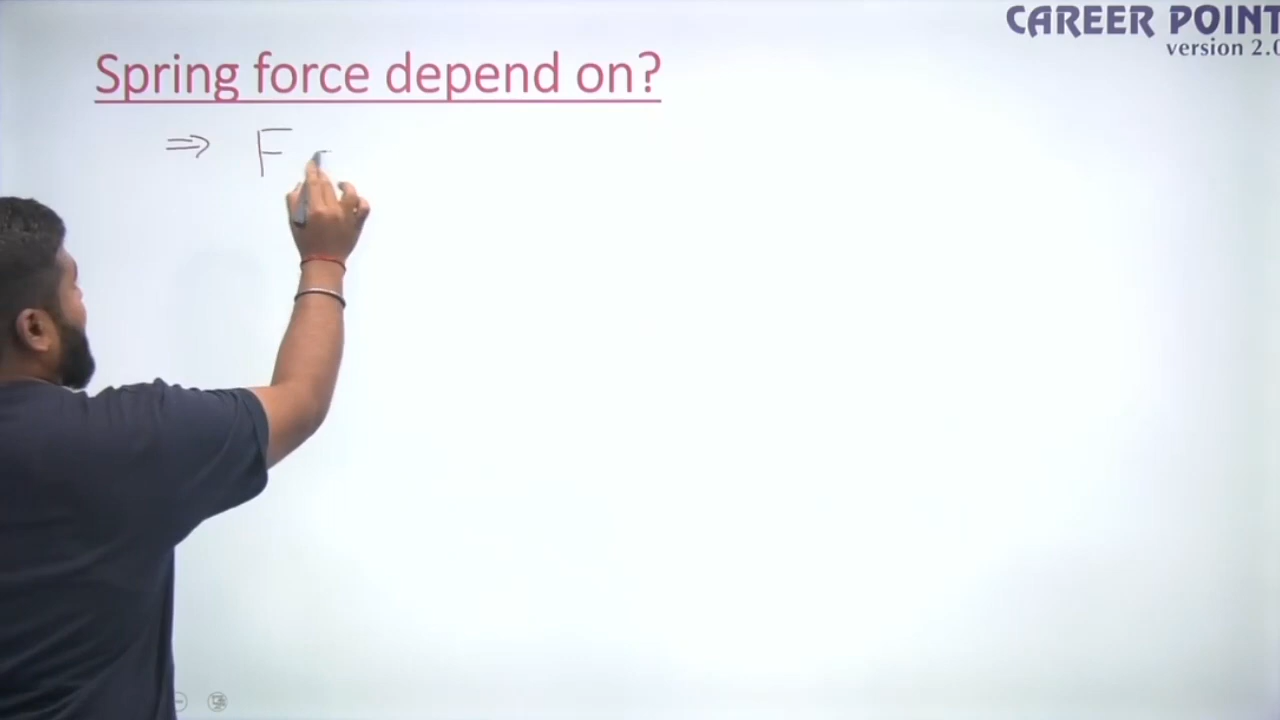 CAREER POINT
version 2.0
Spring force depend on?
⇒ F